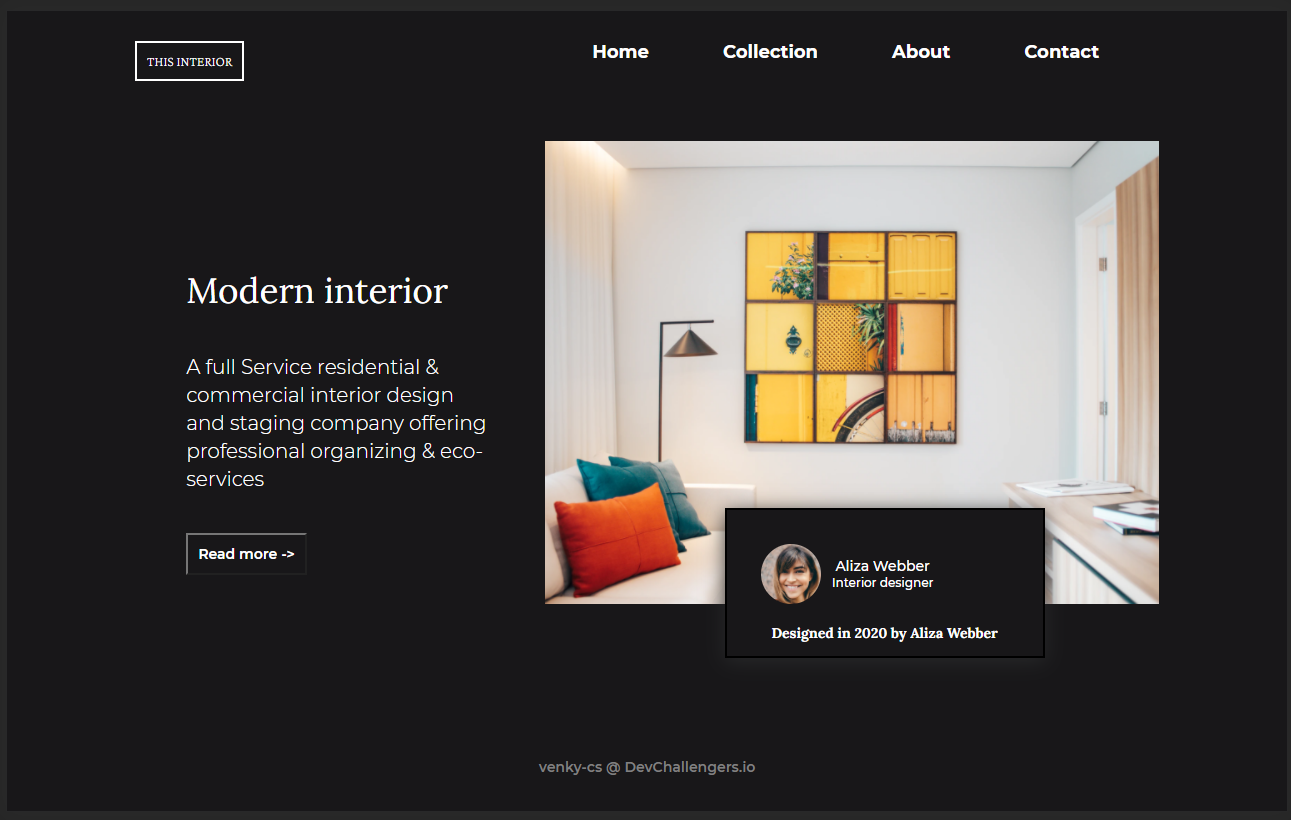 THIS INTERIOR
Home Collection About Contact
Modern interior
A full Service residential &
commercial interior design
and staging company offering
professional organizing & eco-
services
Read more ->
Aliza Webber
Interior designer
Designed in 2020 by Aliza Webber
venky-cs @ DevChallengers.io